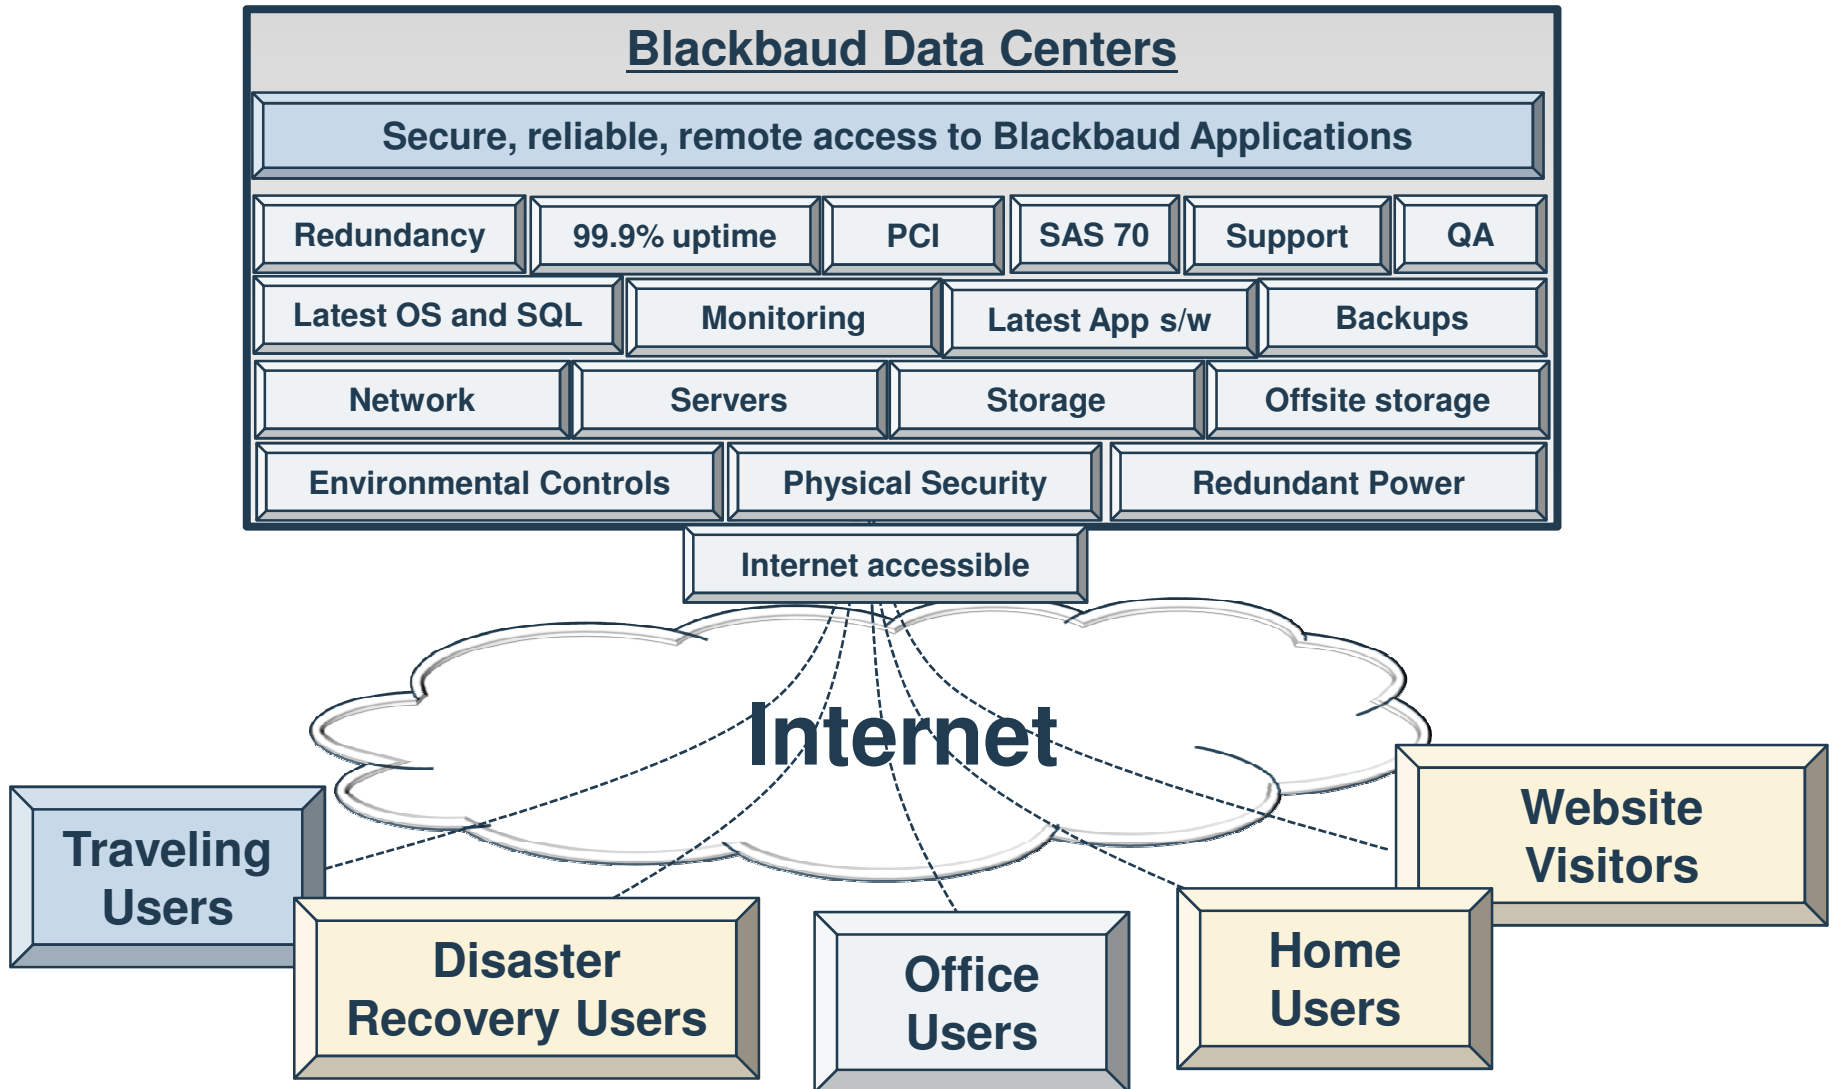 Blackbaud Data Centers
Secure, reliable, remote access to Blackbaud Applications
Redundancy
99.9% uptime
PCI
SAS 70
Support
QA
Latest OS and SQL
Monitoring
Latest App s/w
Backups
Network
Servers
Storage
Offsite storage
Environmental Controls
Physical Security
Redundant Power
Internet accessible
Internet
Traveling
Users
Disaster
Recovery Users
Office
Users
Home
Users
Website
Visitors